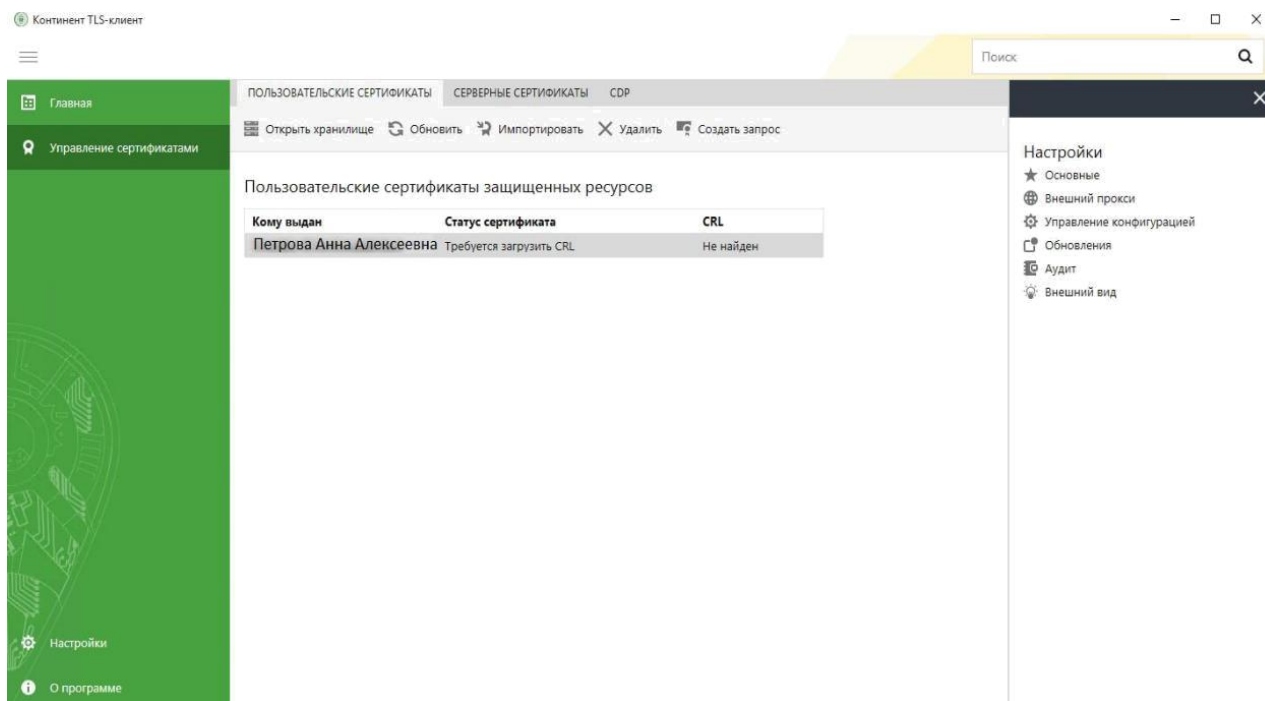 Континент TLS-клиент
Поиск
Главная
Управление сертификатами
Настройки
О программе
ПОЛЬЗОВАТЕЛЬСКИЕ СЕРТИФИКАТЫ СЕРВЕРНЫЕ СЕРТИФИКАТЫ CDP
Открыть хранилище Обновить Импортировать Удалить Создать запрос
Пользовательские сертификаты защищенных ресурсов
Кому выдан Статус сертификата CRL
Петрова Анна Алексеевна Требуется загрузить CRL Не найден
Настройки
Основные
Внешний прокси
Управление конфигурацией
Обновления
Аудит
Внешний вид